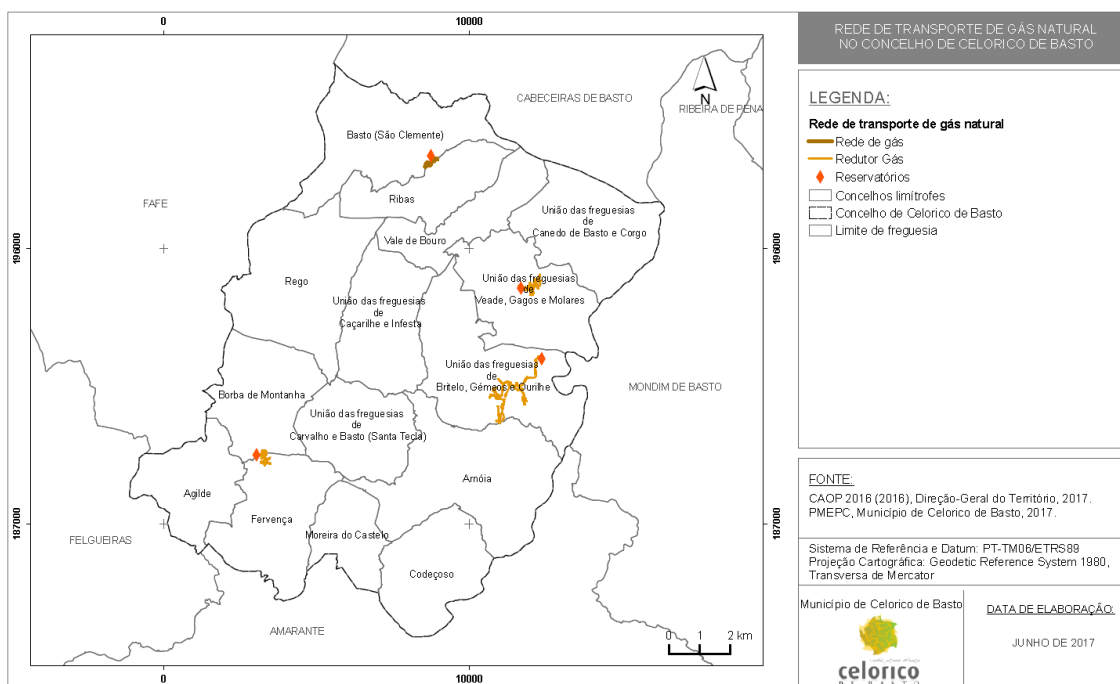 0
10000
REDE DE TRANSPORTE DE GÁS NATURAL
NO CONCELHO DE CELORICO DE BASTO
CABECEIRAS DE BASTO
RIBEIRA DE PENA
N
LEGENDA:
Rede de transporte de gás natural
Rede de gás
Redutor Gás
Reservatórios
Concelhos limítrofes
Concelho de Celorico de Basto
Limite de freguesia
Basto (São Clemente)
Ribas
FAFE
União das freguesias
de
Canedo de Basto e Corgo
Vale de Bouro
196000
196000
Rego
União das freguesias
de
Veade, Gagos e Molares
União das freguesias
de
Caçarilhe e Infesta
União das freguesias
de
Britelo, Gémeos e Ourilhe
MONDIM DE BASTO
Borba de Montanha
União das freguesias
de
Carvalho e Basto (Santa Tecla)
Arnóia
Agilde
Fervença
187000
187000
Moreira do Castelo
FELGUEIRAS
Codeçoso
AMARANTE
0 1 2 km
0
10000
FONTE:
CAOP 2016 (2016), Direção-Geral do Território, 2017.
PMEPC, Município de Celorico de Basto, 2017.
Sistema de Referência e Datum: PT-TM06/ETRS89
Projeção Cartográfica: Geodetic Reference System 1980,
Transversa de Mercator
Município de Celorico de Basto
celorico
DATA DE ELABORAÇÃO:
JUNHO DE 2017